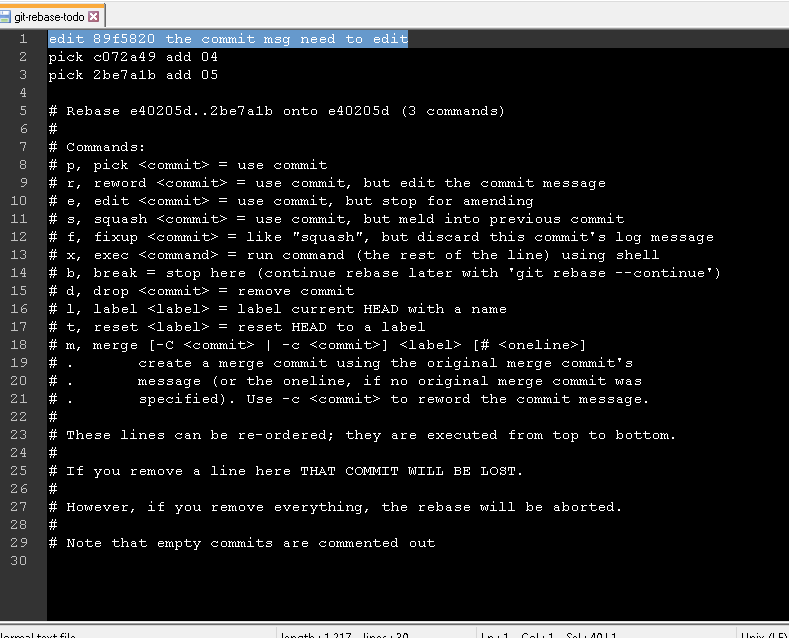 git-rebase-todo
1 edit 89f5820 the commit msg need to edit
2 pick c072a49 add 04
3 pick 2be7a1b add 05
4
5 # Rebase e40205d..2be7a1b onto e40205d (3 commands)
6 #
7 # Commands:
8 # p, pick <commit> = use commit
9 # r, reword <commit> = use commit, but edit the commit message
10 # e, edit <commit> = use commit, but stop for amending
11 # s, squash <commit> = use commit, but meld into previous commit
12 # f, fixup <commit> = like "squash", but discard this commit's log message
13 # x, exec <command> = run command (the rest of the line) using shell
14 # b, break = stop here (continue rebase later with 'git rebase --continue')
15 # d, drop <commit> = remove commit
16 # l, label <label> = label current HEAD with a name
17 # t, reset <label> = reset HEAD to a label
18 # m, merge [-C <commit> | -c <commit>] <label> [# <oneline>]
19 # .       create a merge commit using the original merge commit's
20 # .       message (or the oneline, if no original merge commit was
21 # .       specified). Use -c <commit> to reword the commit message.
22 #
23 # These lines can be re-ordered; they are executed from top to bottom.
24 #
25 # If you remove a line here THAT COMMIT WILL BE LOST.
26 #
27 # However, if you remove everything, the rebase will be aborted.
28 #
29 # Note that empty commits are commented out
30
text file length : 1,217 lines : 30 Ln : 1 Col : 1 Sel : 40 | 1 Unix (LF)